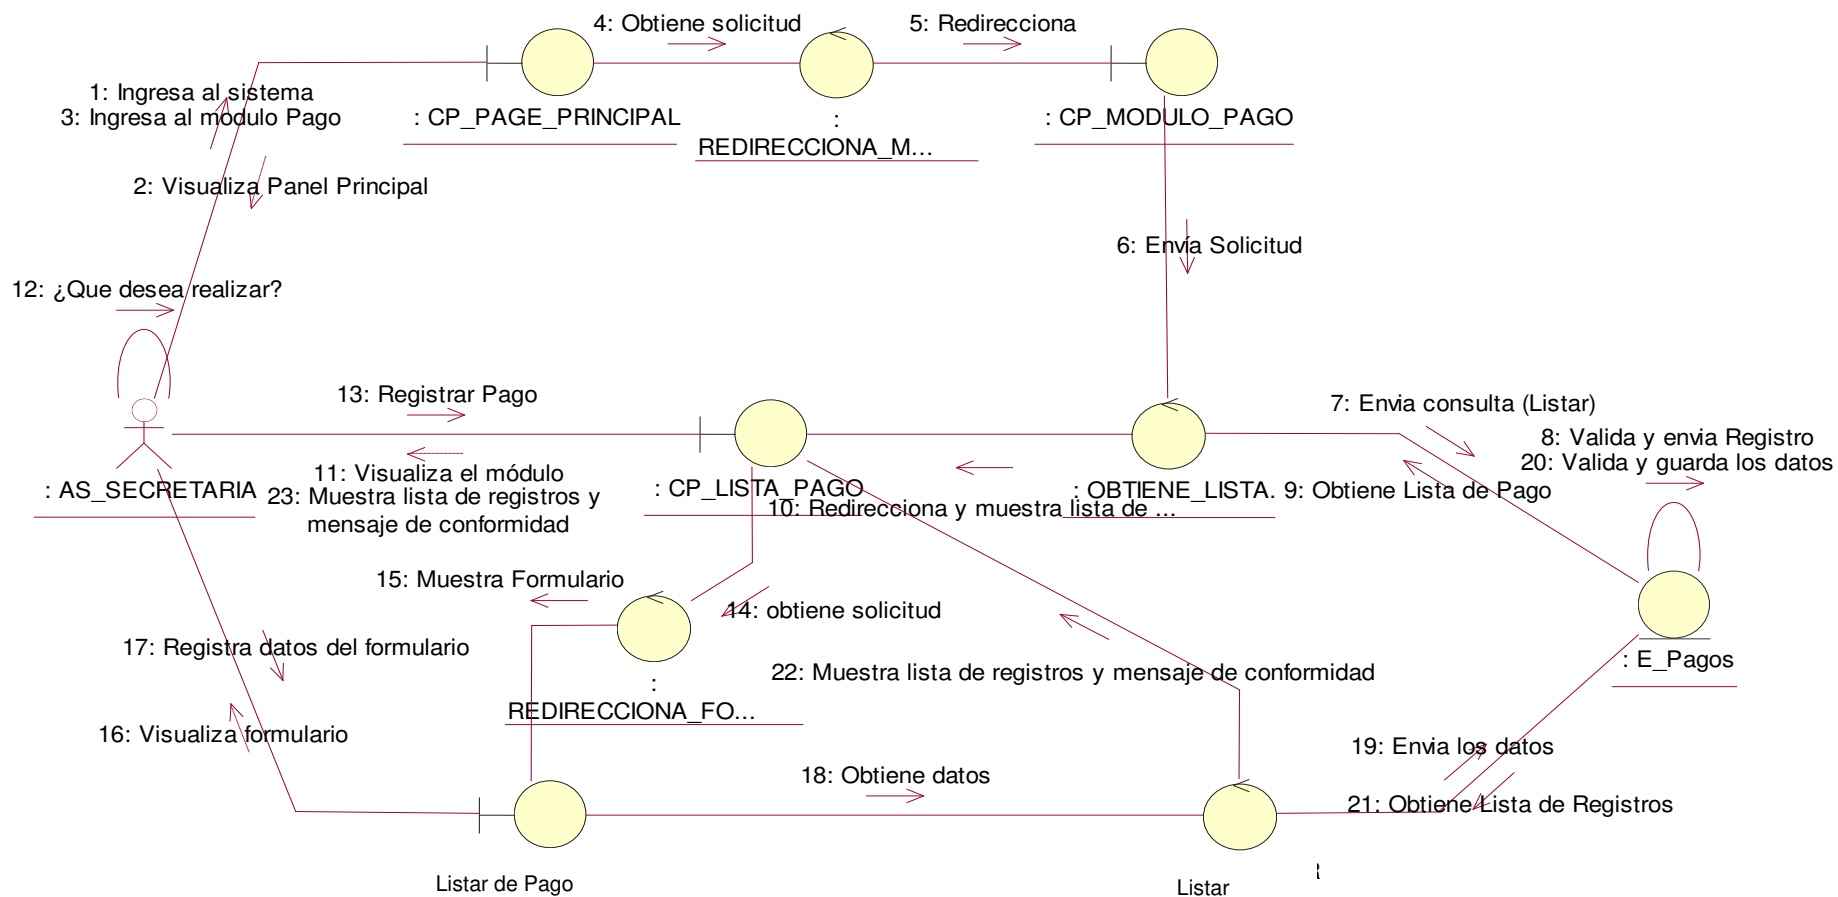 4: Obtiene solicitud
5: Redirecciona
1: Ingresa al sistema
3: Ingresa al módulo Pago
: CP_PAGE_PRINCIPAL
:
REDIRECCIONA_M...
: CP_MODULO_PAGO
2: Visualiza Panel Principal
6: Envía Solicitud
12: ¿Que desea realizar?
13: Registrar Pago
7: Envia consulta (Listar)
8: Valida y envia Registro
20: Valida y guarda los datos
11: Visualiza el módulo
23: Muestra lista de registros y
mensaje de conformidad
: AS_SECRETARIA
: CP_LISTA_PAGO
: OBTIENE_LISTA.
9: Obtiene Lista de Pago
10: Redirecciona y muestra lista de ...
15: Muestra Formulario
14: obtiene solicitud
17: Registra datos del formulario
22: Muestra lista de registros y mensaje de conformidad
: E_Pagos
:
REDIRECCIONA_FO...
16: Visualiza formulario
19: Envia los datos
18: Obtiene datos
21: Obtiene Lista de Registros
Listar de Pago
Listar